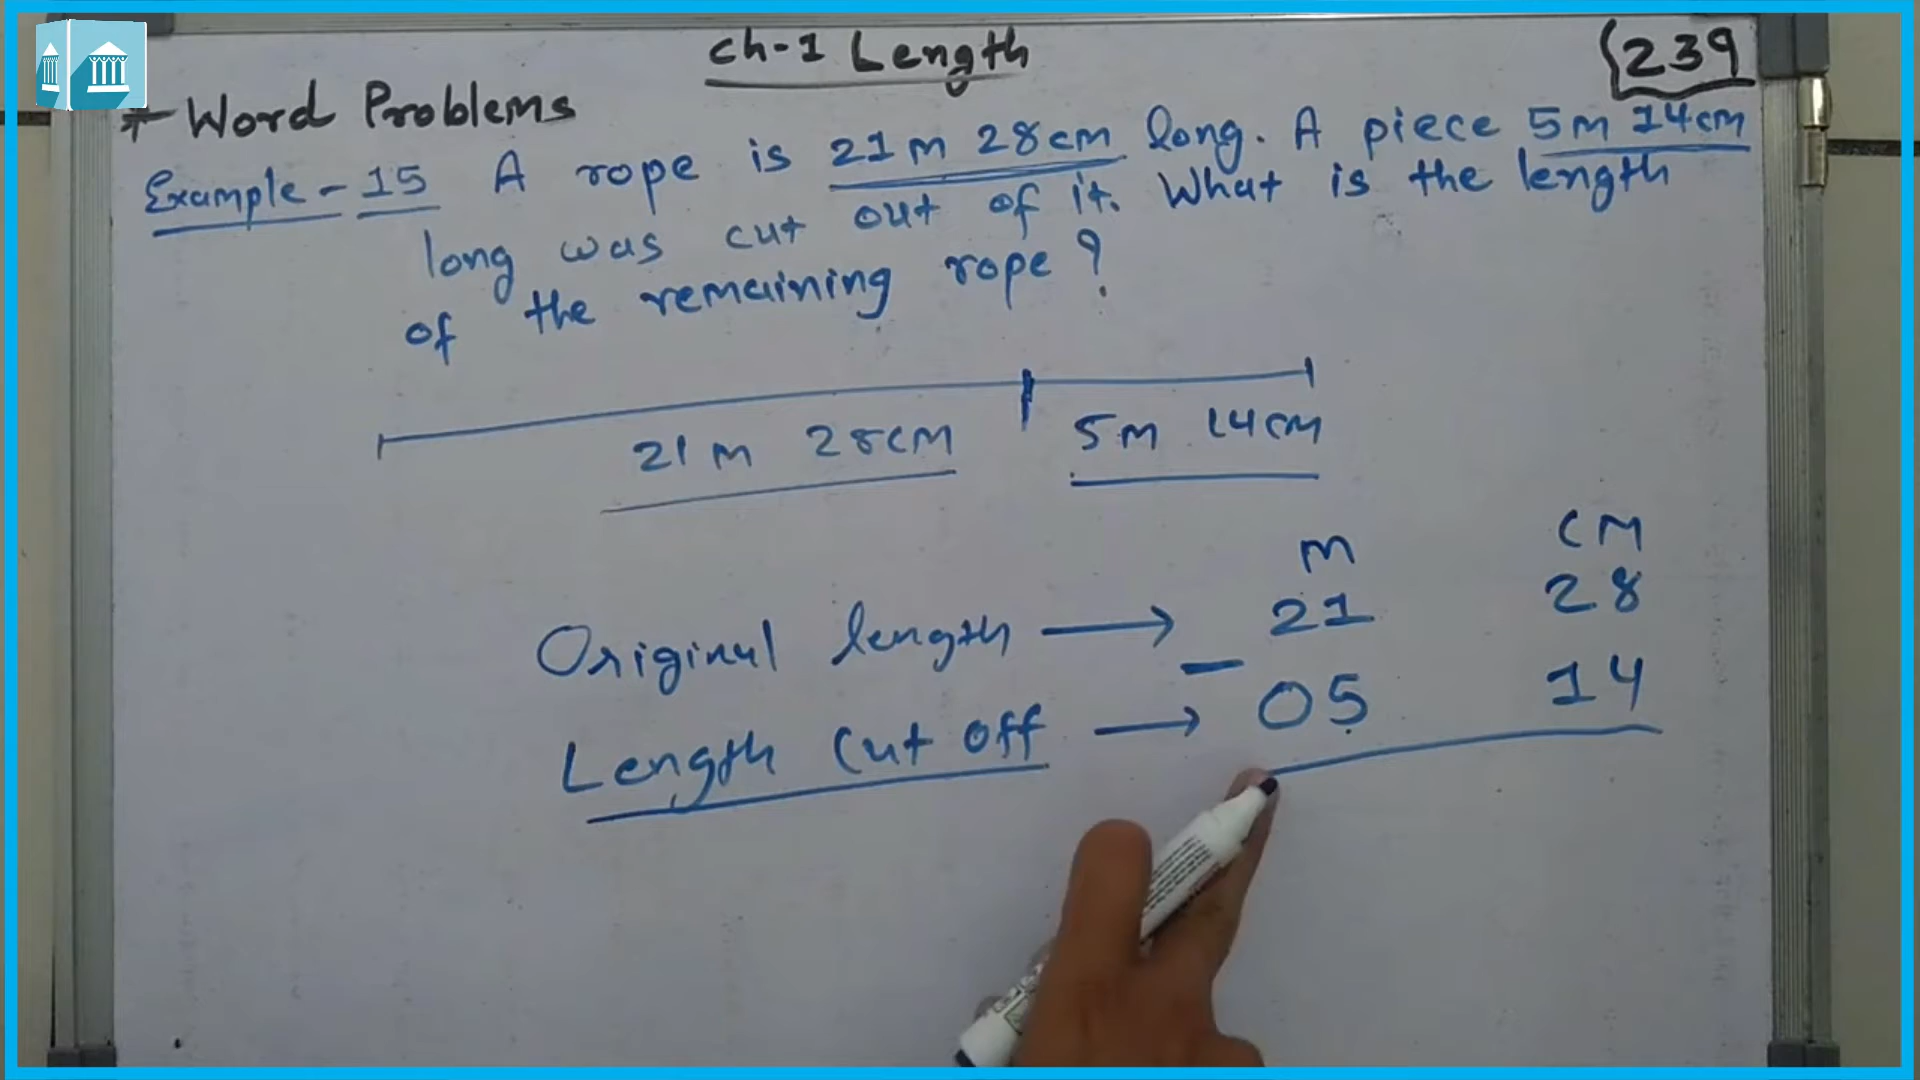 ch-1 Length
239
* Word Problems
Example-15 A rope is 21m 28cm long. A piece 5m 14cm
long was cut out of it. What is the length
of the remaining rope?
21m 28cm 5m 14cm
m cm
Original length → 21 28
Length cut off → - 05 14